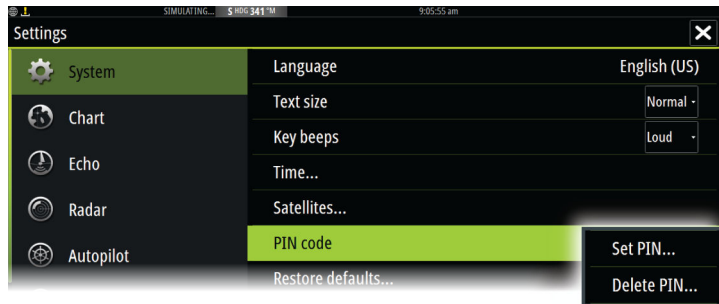 SIMULATING... S HDG 341 °M 9:05:55 am
Settings
System
Chart
Echo
Radar
Autopilot
Language English (US)
Text size Normal
Key beeps Loud
Time...
Satellites...
PIN code
Restore defaults...
Set PIN...
Delete PIN...